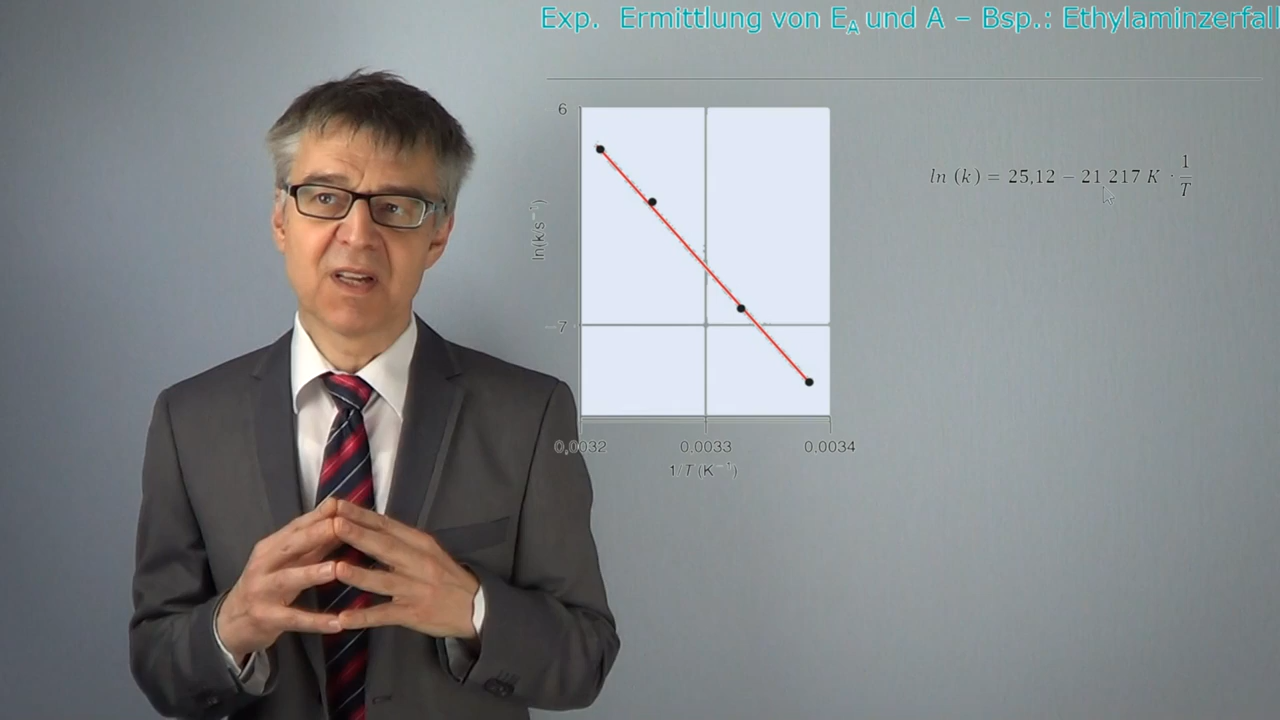 Exp. Ermittlung von E_A und A – Bsp.: Ethylaminzerfall
6
ln(k/s⁻¹)
−7
0,0032 0,0033 0,0034
1/T (K⁻¹)
ln (k) = 25,12 − 21 217 K · 1/T